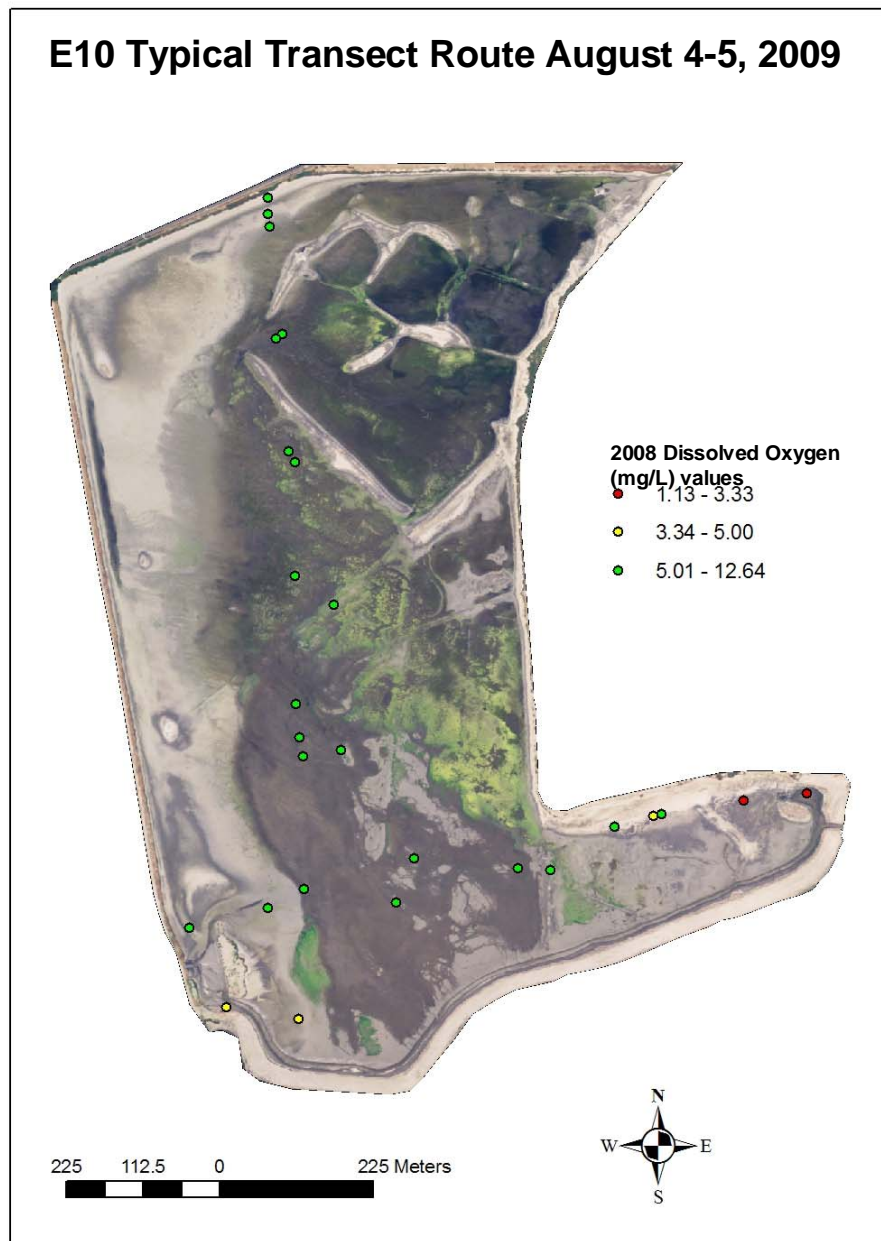 E10 Typical Transect Route August 4-5, 2009
2008 Dissolved Oxygen
(mg/L) values
1.13 - 3.33
3.34 - 5.00
5.01 - 12.64
N
W E
S
225 112.5 0 225 Meters